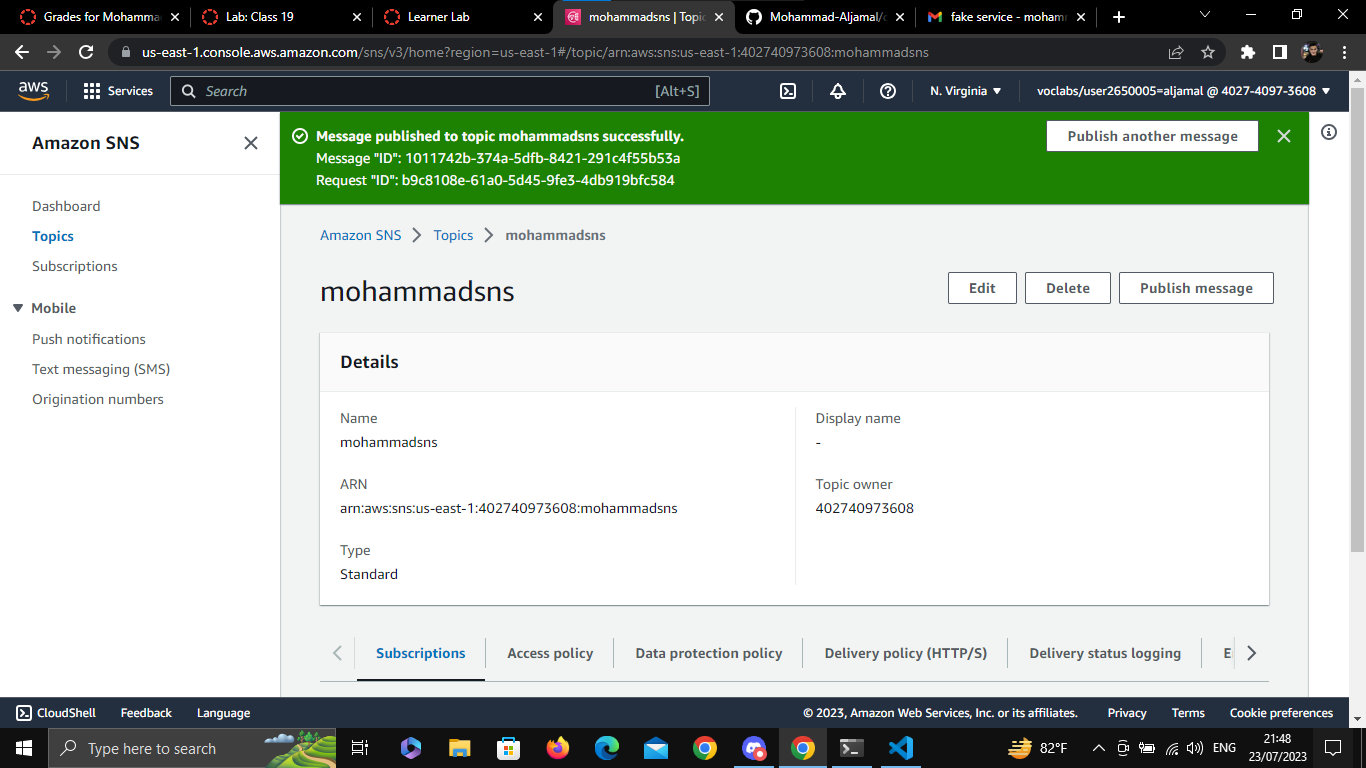 Grades for Mohamma
Lab: Class 19
Learner Lab
mohammadsns | Topic
Mohammad-Aljamal/c
fake service - moham
us-east-1.console.aws.amazon.com/sns/v3/home?region=us-east-1#/topic/arn:aws:sns:us-east-1:402740973608:mohammadsns
aws
Services
Search
[Alt+S]
N. Virginia
voclabs/user2650005=aljamal @ 4027-4097-3608
Amazon SNS
Dashboard
Topics
Subscriptions
Mobile
Push notifications
Text messaging (SMS)
Origination numbers
Message published to topic mohammadsns successfully.
Message "ID": 1011742b-374a-5dfb-8421-291c4f55b53a
Request "ID": b9c8108e-61a0-5d45-9fe3-4db919bfc584
Publish another message
Amazon SNS
Topics
mohammadsns
mohammadsns
Edit
Delete
Publish message
Details
Name
mohammadsns
ARN
arn:aws:sns:us-east-1:402740973608:mohammadsns
Type
Standard
Display name
-
Topic owner
402740973608
Subscriptions
Access policy
Data protection policy
Delivery policy (HTTP/S)
Delivery status logging
CloudShell
Feedback
Language
© 2023, Amazon Web Services, Inc. or its affiliates.
Privacy
Terms
Cookie preferences
Type here to search
82°F
ENG
21:48
23/07/2023